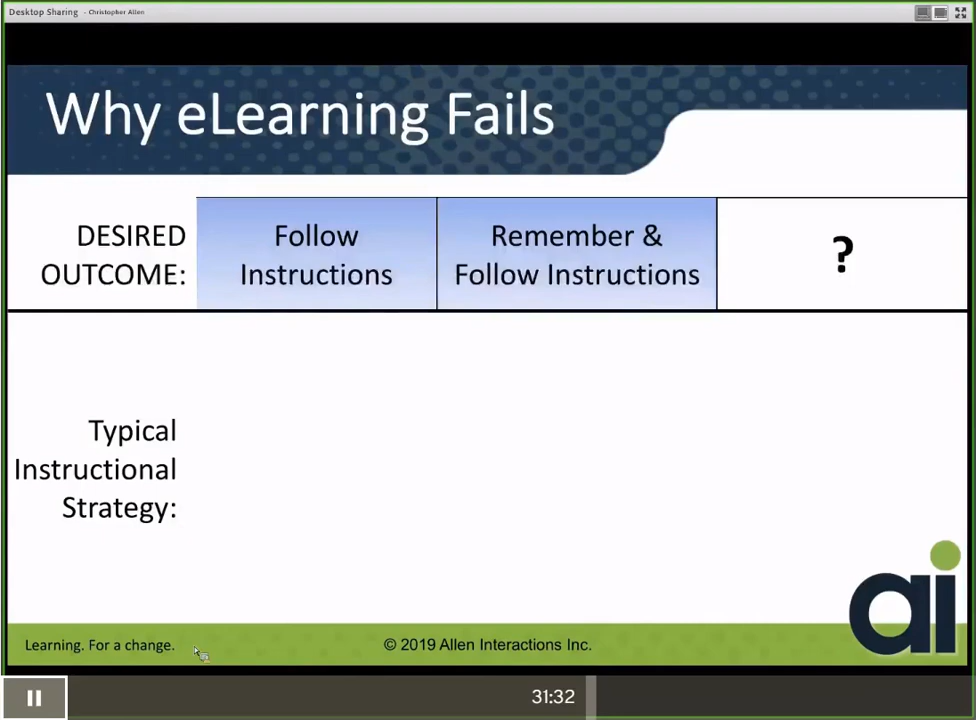 Desktop Sharing - Christopher Allen
Why eLearning Fails
DESIRED
OUTCOME:
Follow
Instructions
Remember &
Follow Instructions
?
Typical
Instructional
Strategy:
ai
Learning. For a change.
© 2019 Allen Interactions Inc.
31:32